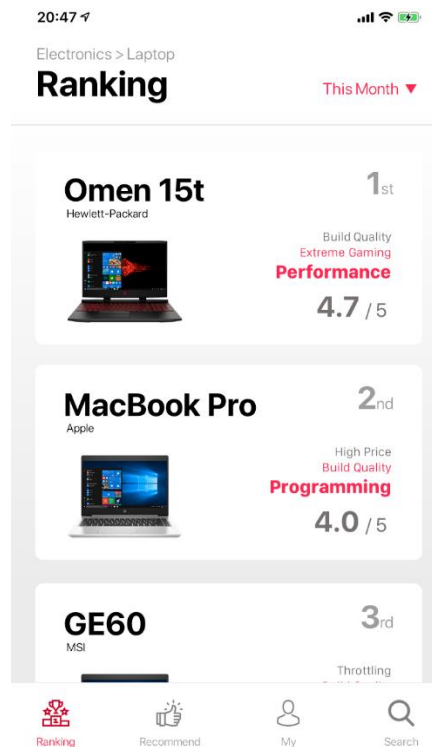 20:47
Electronics > Laptop
Ranking
This Month ▼
Omen 15t
Hewlett-Packard
1st
Build Quality
Extreme Gaming
Performance
4.7 / 5
MacBook Pro
Apple
2nd
High Price
Build Quality
Programming
4.0 / 5
GE60
MSI
3rd
Throttling
Ranking
Recommend
My
Search